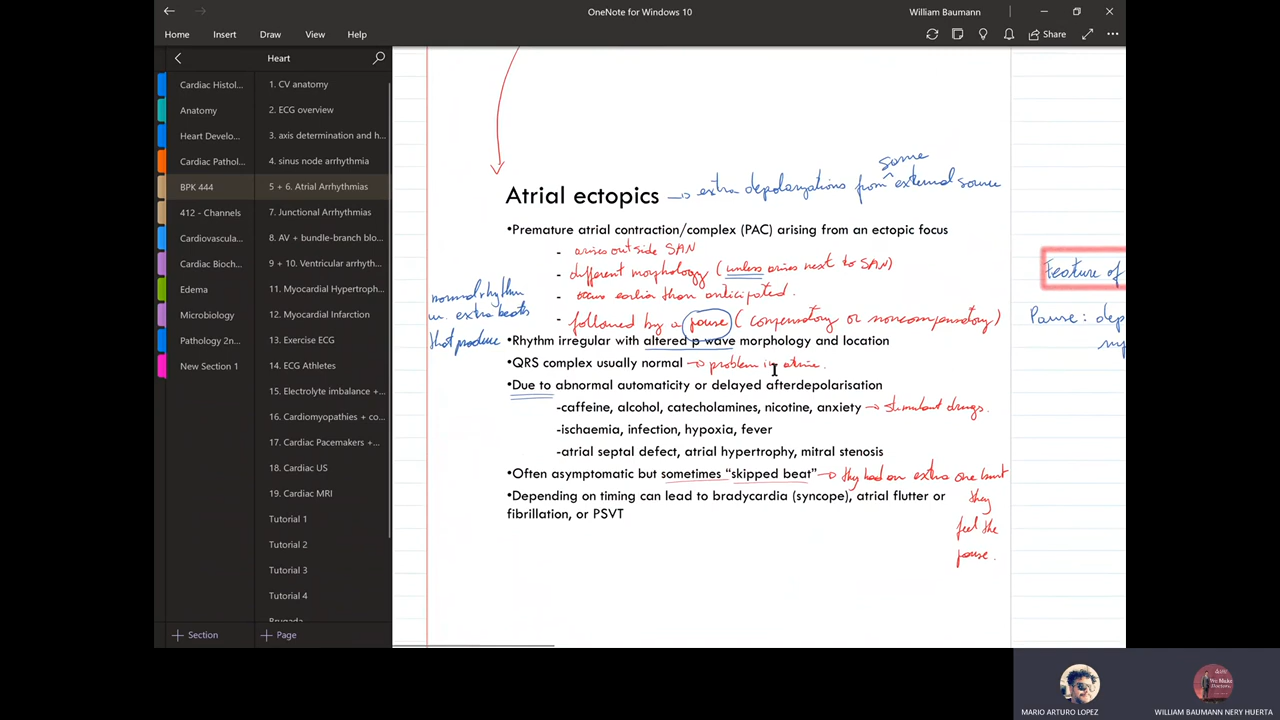 OneNote for Windows 10
William Baumann
Home Insert Draw View Help
Share
Heart
Cardiac Histol...
Anatomy
Heart Develo...
Cardiac Pathol...
BPK 444
412 - Channels
Cardiovascula...
Cardiac Bioch...
Edema
Microbiology
Pathology 2n...
New Section 1
1. CV anatomy
2. ECG overview
3. axis determination and h...
4. sinus node arrhythmia
5 + 6. Atrial Arrhythmias
7. Junctional Arrhythmias
8. AV + bundle-branch blo...
9 + 10. Ventricular arryth...
11. Myocardial Hypertroph...
12. Myocardial Infarction
13. Exercise ECG
14. ECG Athletes
15. Electrolyte imbalance +...
16. Cardiomyopathies + co...
17. Cardiac Pacemakers +...
18. Cardiac US
19. Cardiac MRI
Tutorial 1
Tutorial 2
Tutorial 3
Tutorial 4
Brugada
+ Section
+ Page
some
Atrial ectopics → extra depolarizations from ^ external source
•Premature atrial contraction/complex (PAC) arising from an ectopic focus
- arises outside SAN
- different morphology (unless arises next to SAN)
- occurs earlier than anticipated.
- followed by a pause (compensatory or noncompensatory)
normal rhythm
w. extra beats
that produce
•Rhythm irregular with altered p wave morphology and location
•QRS complex usually normal → problem in atrine.
•Due to abnormal automaticity or delayed afterdepolarisation
-caffeine, alcohol, catecholamines, nicotine, anxiety → stimulant drugs.
-ischaemia, infection, hypoxia, fever
-atrial septal defect, atrial hypertrophy, mitral stenosis
•Often asymptomatic but sometimes "skipped beat" → they had an extra one but
they
feel the
pause.
•Depending on timing can lead to bradycardia (syncope), atrial flutter or
fibrillation, or PSVT
Feature of
Pause: dep
MARIO ARTURO LOPEZ
WILLIAM BAUMANN NERY HUERTA